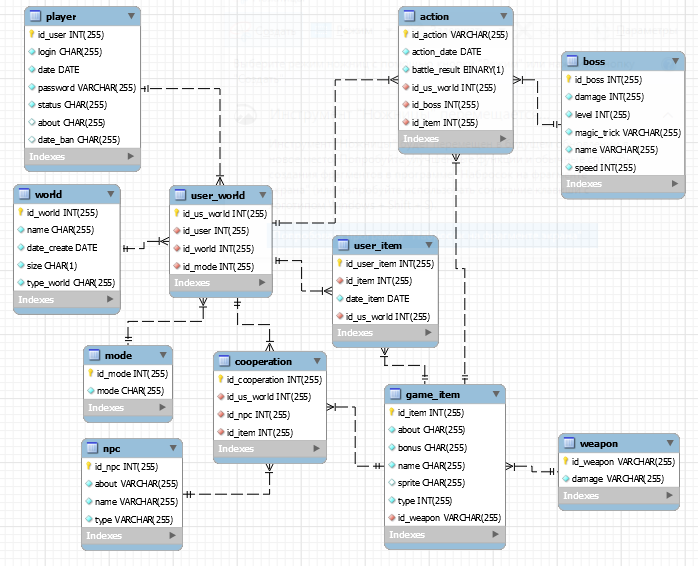 player
id_user INT(255)
login CHAR(255)
date DATE
password VARCHAR(255)
status CHAR(255)
about CHAR(255)
date_ban CHAR(255)
Indexes
action
id_action VARCHAR(255)
action_date DATE
battle_result BINARY(1)
id_us_world INT(255)
id_boss INT(255)
id_item INT(255)
Indexes
boss
id_boss INT(255)
damage INT(255)
level INT(255)
magic_trick VARCHAR(255)
name VARCHAR(255)
speed INT(255)
Indexes
world
id_world INT(255)
name CHAR(255)
date_create DATE
size CHAR(1)
type_world CHAR(255)
Indexes
user_world
id_us_world INT(255)
id_user INT(255)
id_world INT(255)
id_mode INT(255)
Indexes
user_item
id_user_item INT(255)
id_item INT(255)
date_item DATE
id_us_world INT(255)
Indexes
mode
id_mode INT(255)
mode CHAR(255)
Indexes
cooperation
id_cooperation INT(255)
id_us_world INT(255)
id_npc INT(255)
id_item INT(255)
Indexes
game_item
id_item INT(255)
about CHAR(255)
bonus CHAR(255)
name CHAR(255)
sprite CHAR(255)
type INT(255)
id_weapon VARCHAR(255)
Indexes
npc
id_npc INT(255)
about VARCHAR(255)
name VARCHAR(255)
type VARCHAR(255)
Indexes
weapon
id_weapon VARCHAR(255)
damage VARCHAR(255)
Indexes